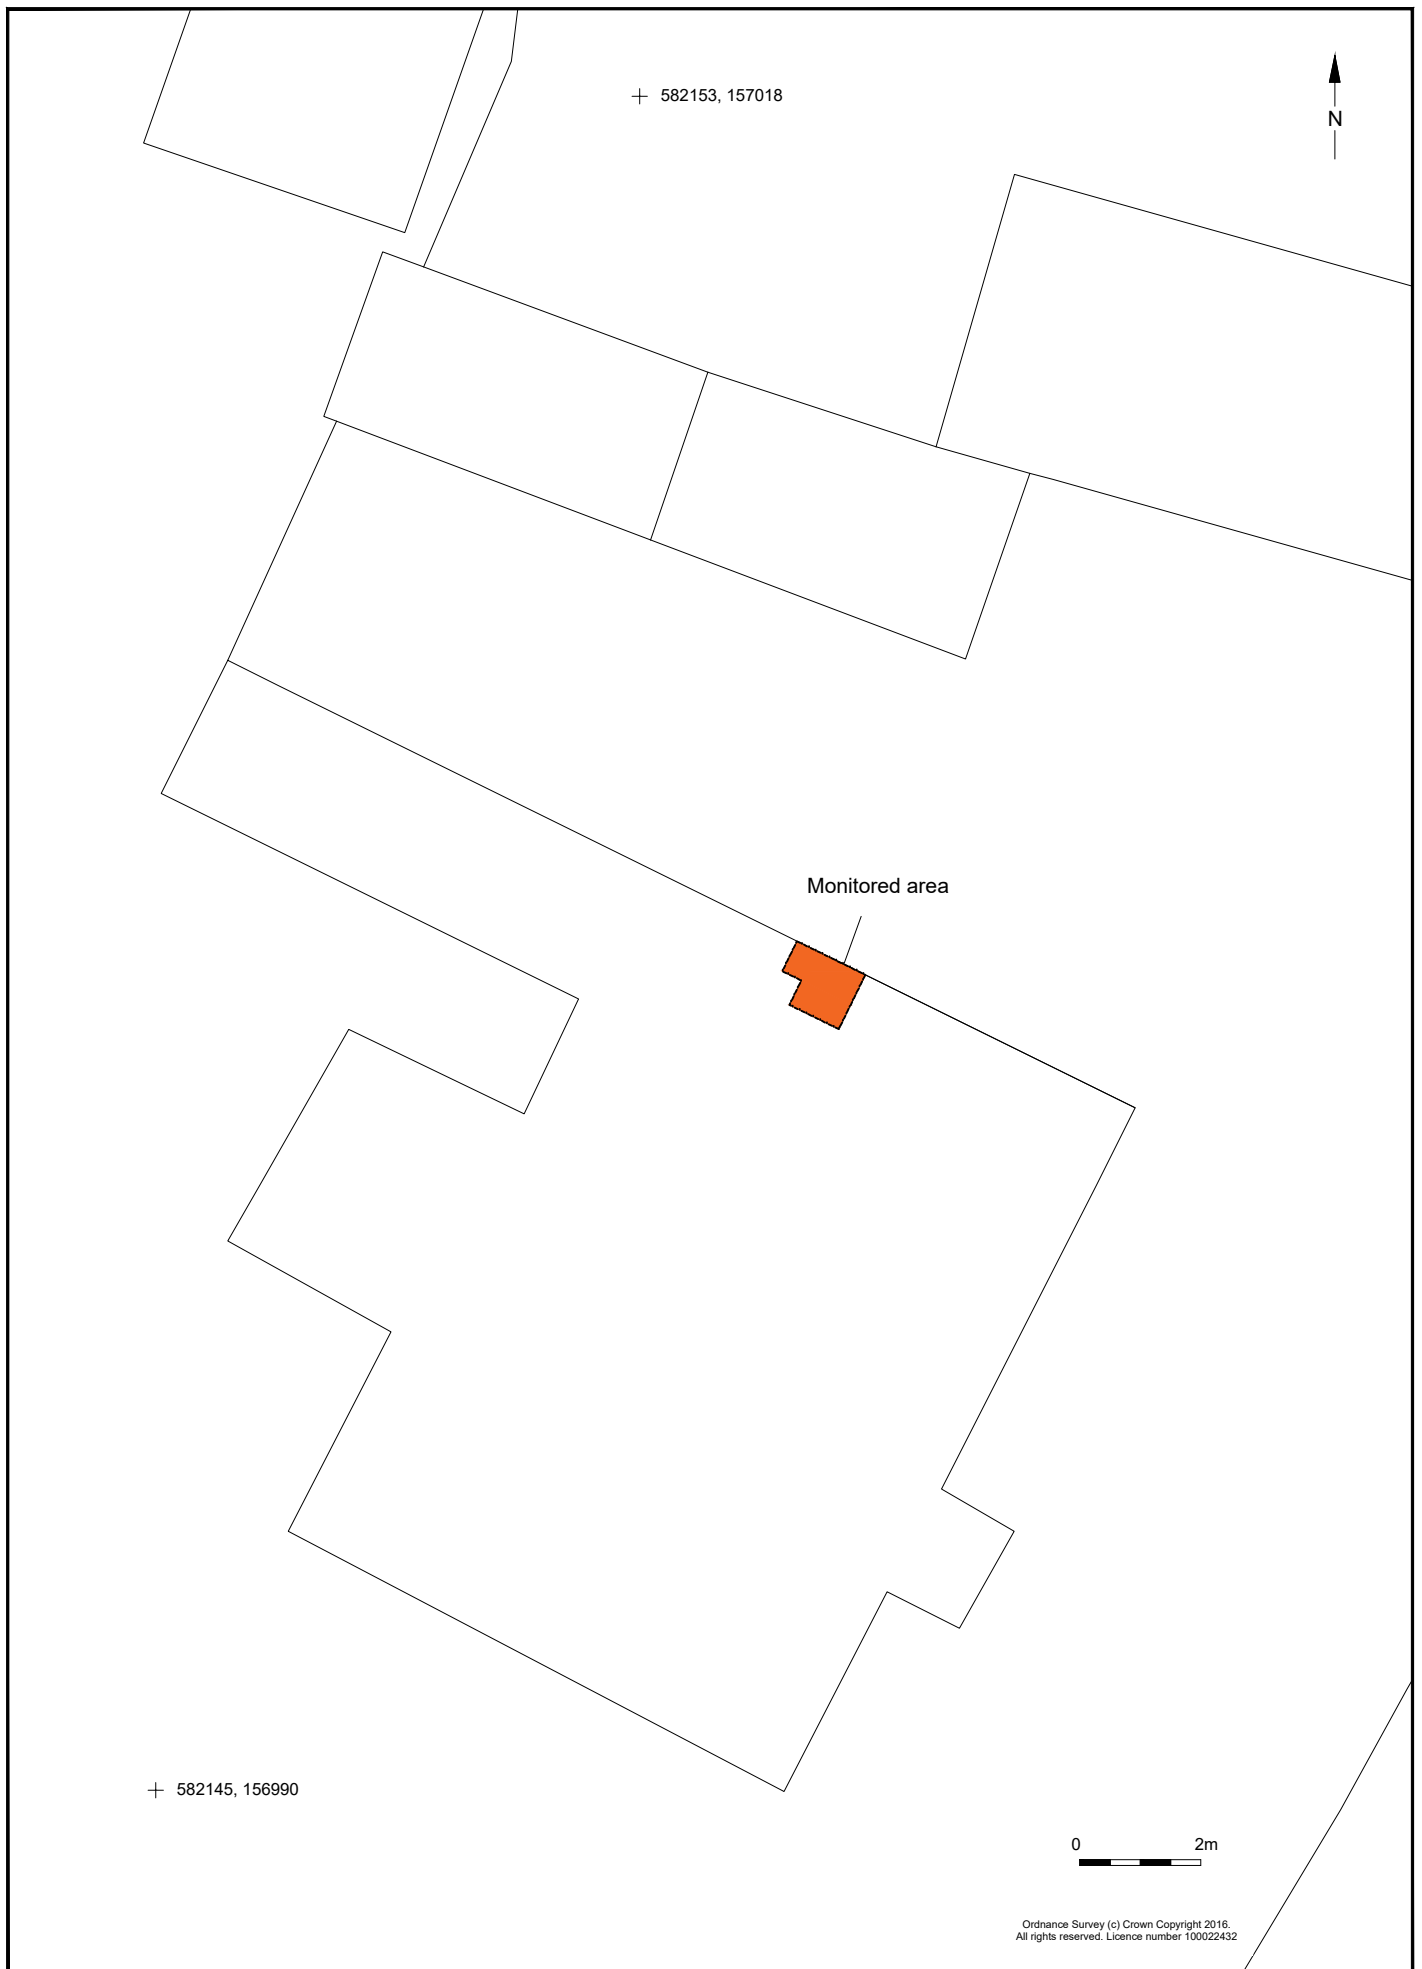 582153, 157018
N
Monitored area
582145, 156990
0 2m
Ordnance Survey (c) Crown Copyright 2016.
All rights reserved. Licence number 100022432